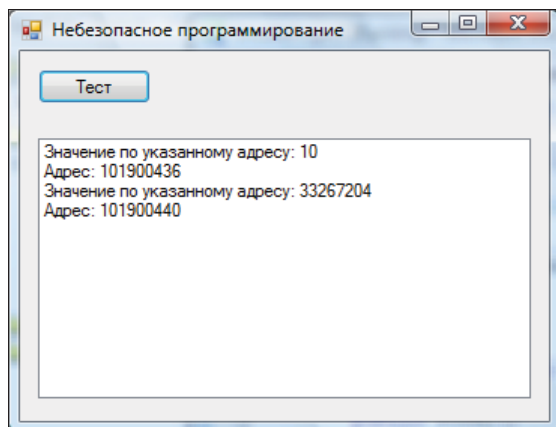 Небезопасное программирование
Тест
Значение по указанному адресу: 10
Адрес: 101900436
Значение по указанному адресу: 33267204
Адрес: 101900440